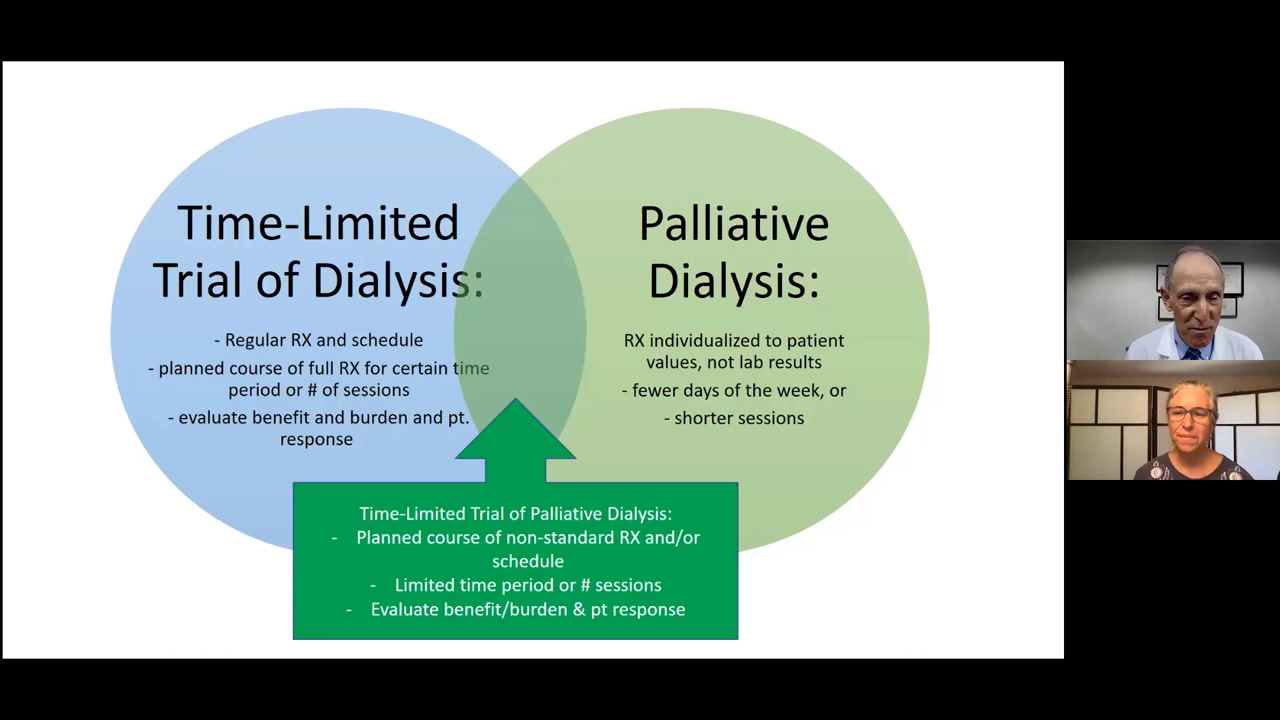 Time-Limited
Trial of Dialysis:
- Regular RX and schedule
- planned course of full RX for certain time
period or # of sessions
- evaluate benefit and burden and pt.
response
Palliative
Dialysis:
RX individualized to patient
values, not lab results
- fewer days of the week, or
- shorter sessions
Time-Limited Trial of Palliative Dialysis:
- Planned course of non-standard RX and/or
schedule
- Limited time period or # sessions
- Evaluate benefit/burden & pt response